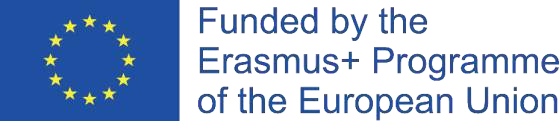 Funded by the
Erasmus+ Programme
of the European Union